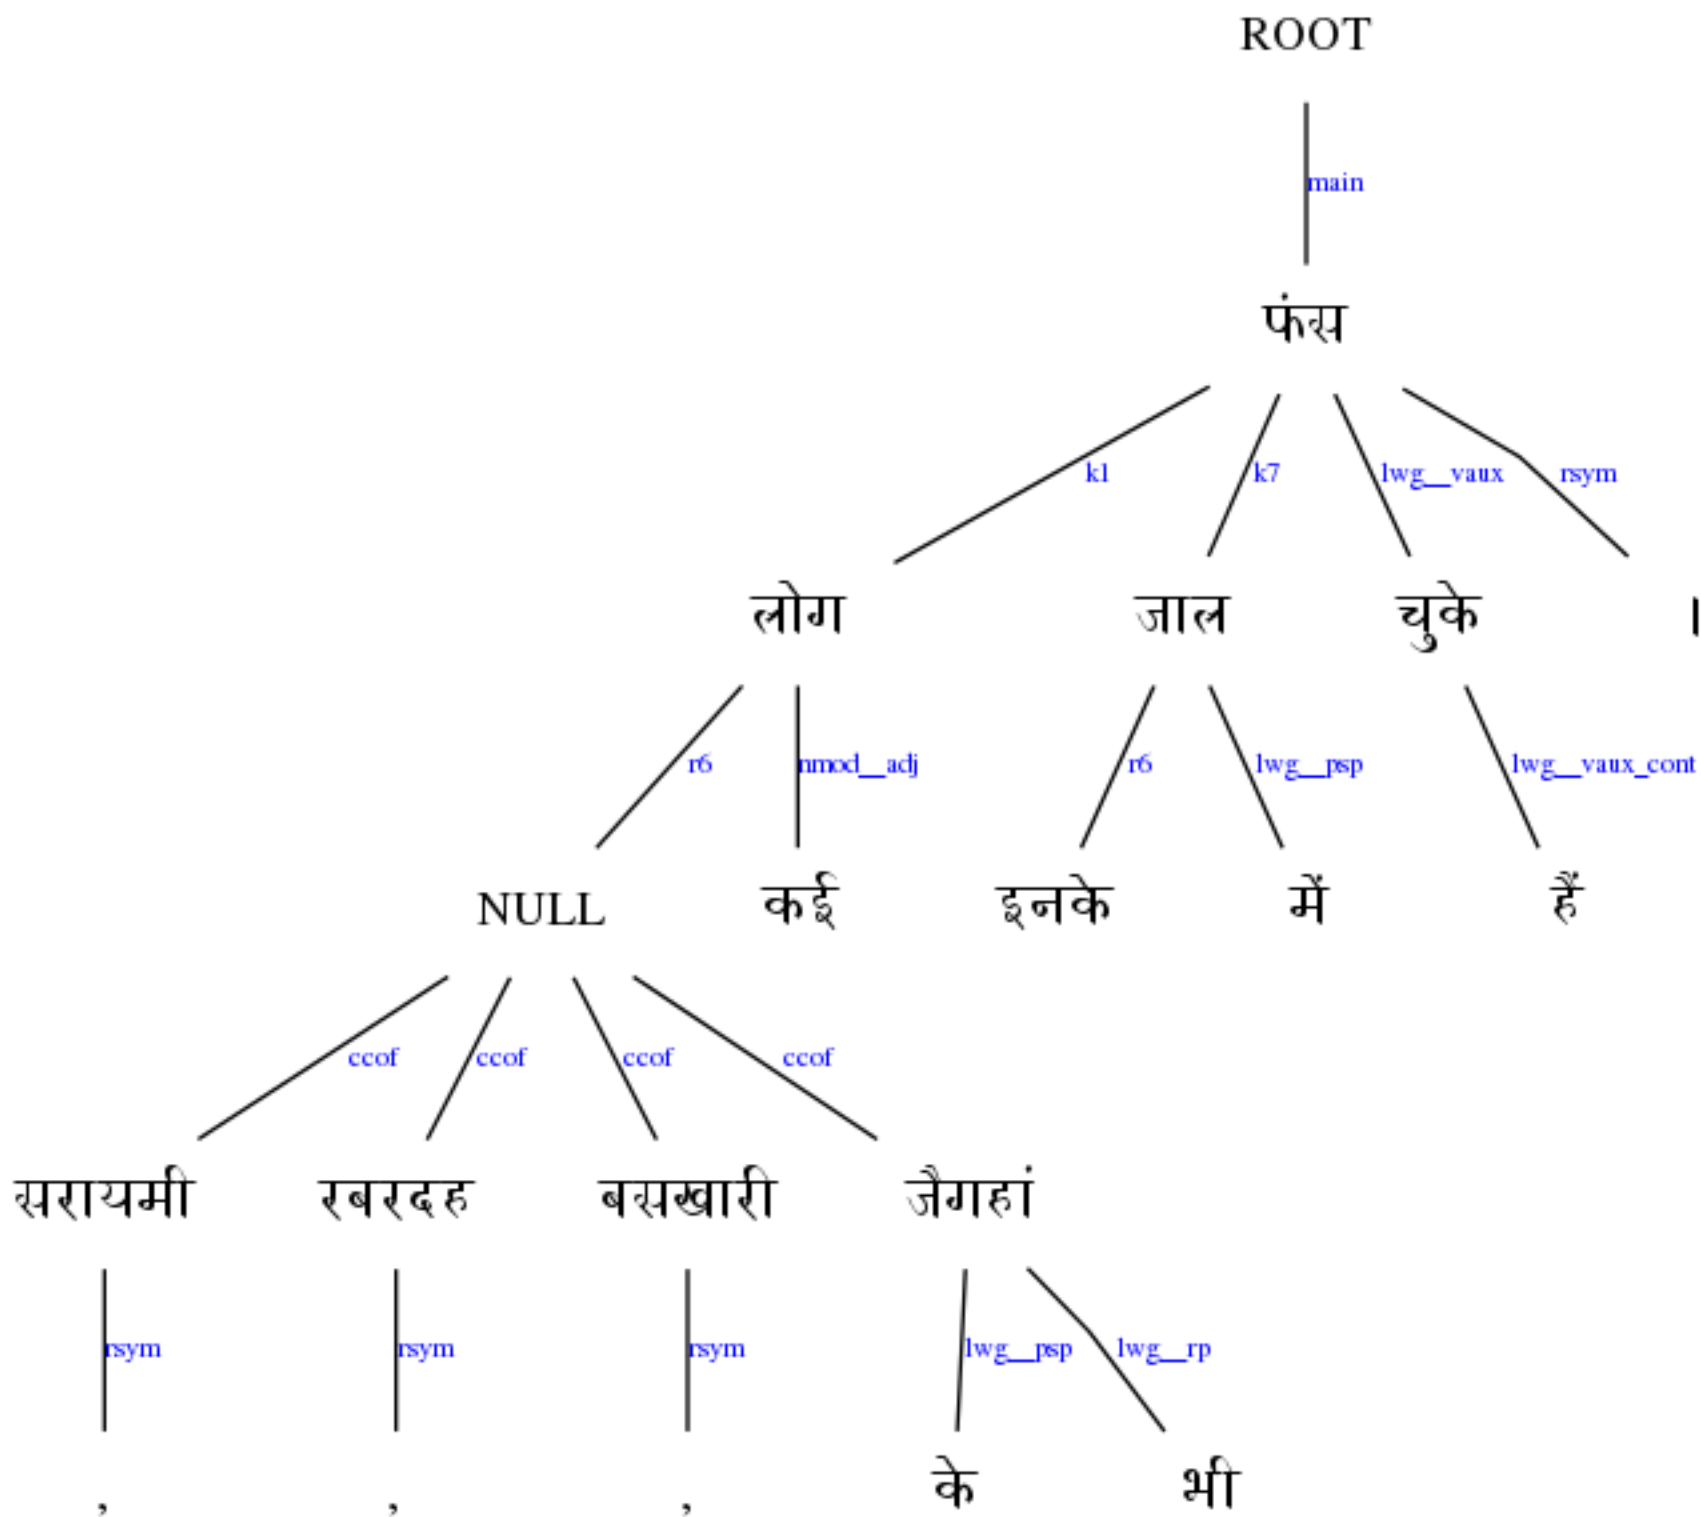 ROOT
main
फंस
k1 k7 lwg__vaux rsym
लोग जाल चुके ।
r6 nmod__adj r6 lwg__psp lwg__vaux_cont
NULL कई इनके में हैं
ccof ccof ccof ccof
सरायमी रबरदह बसखारी जैगहां
rsym rsym rsym lwg__psp lwg__rp
, , , के भी